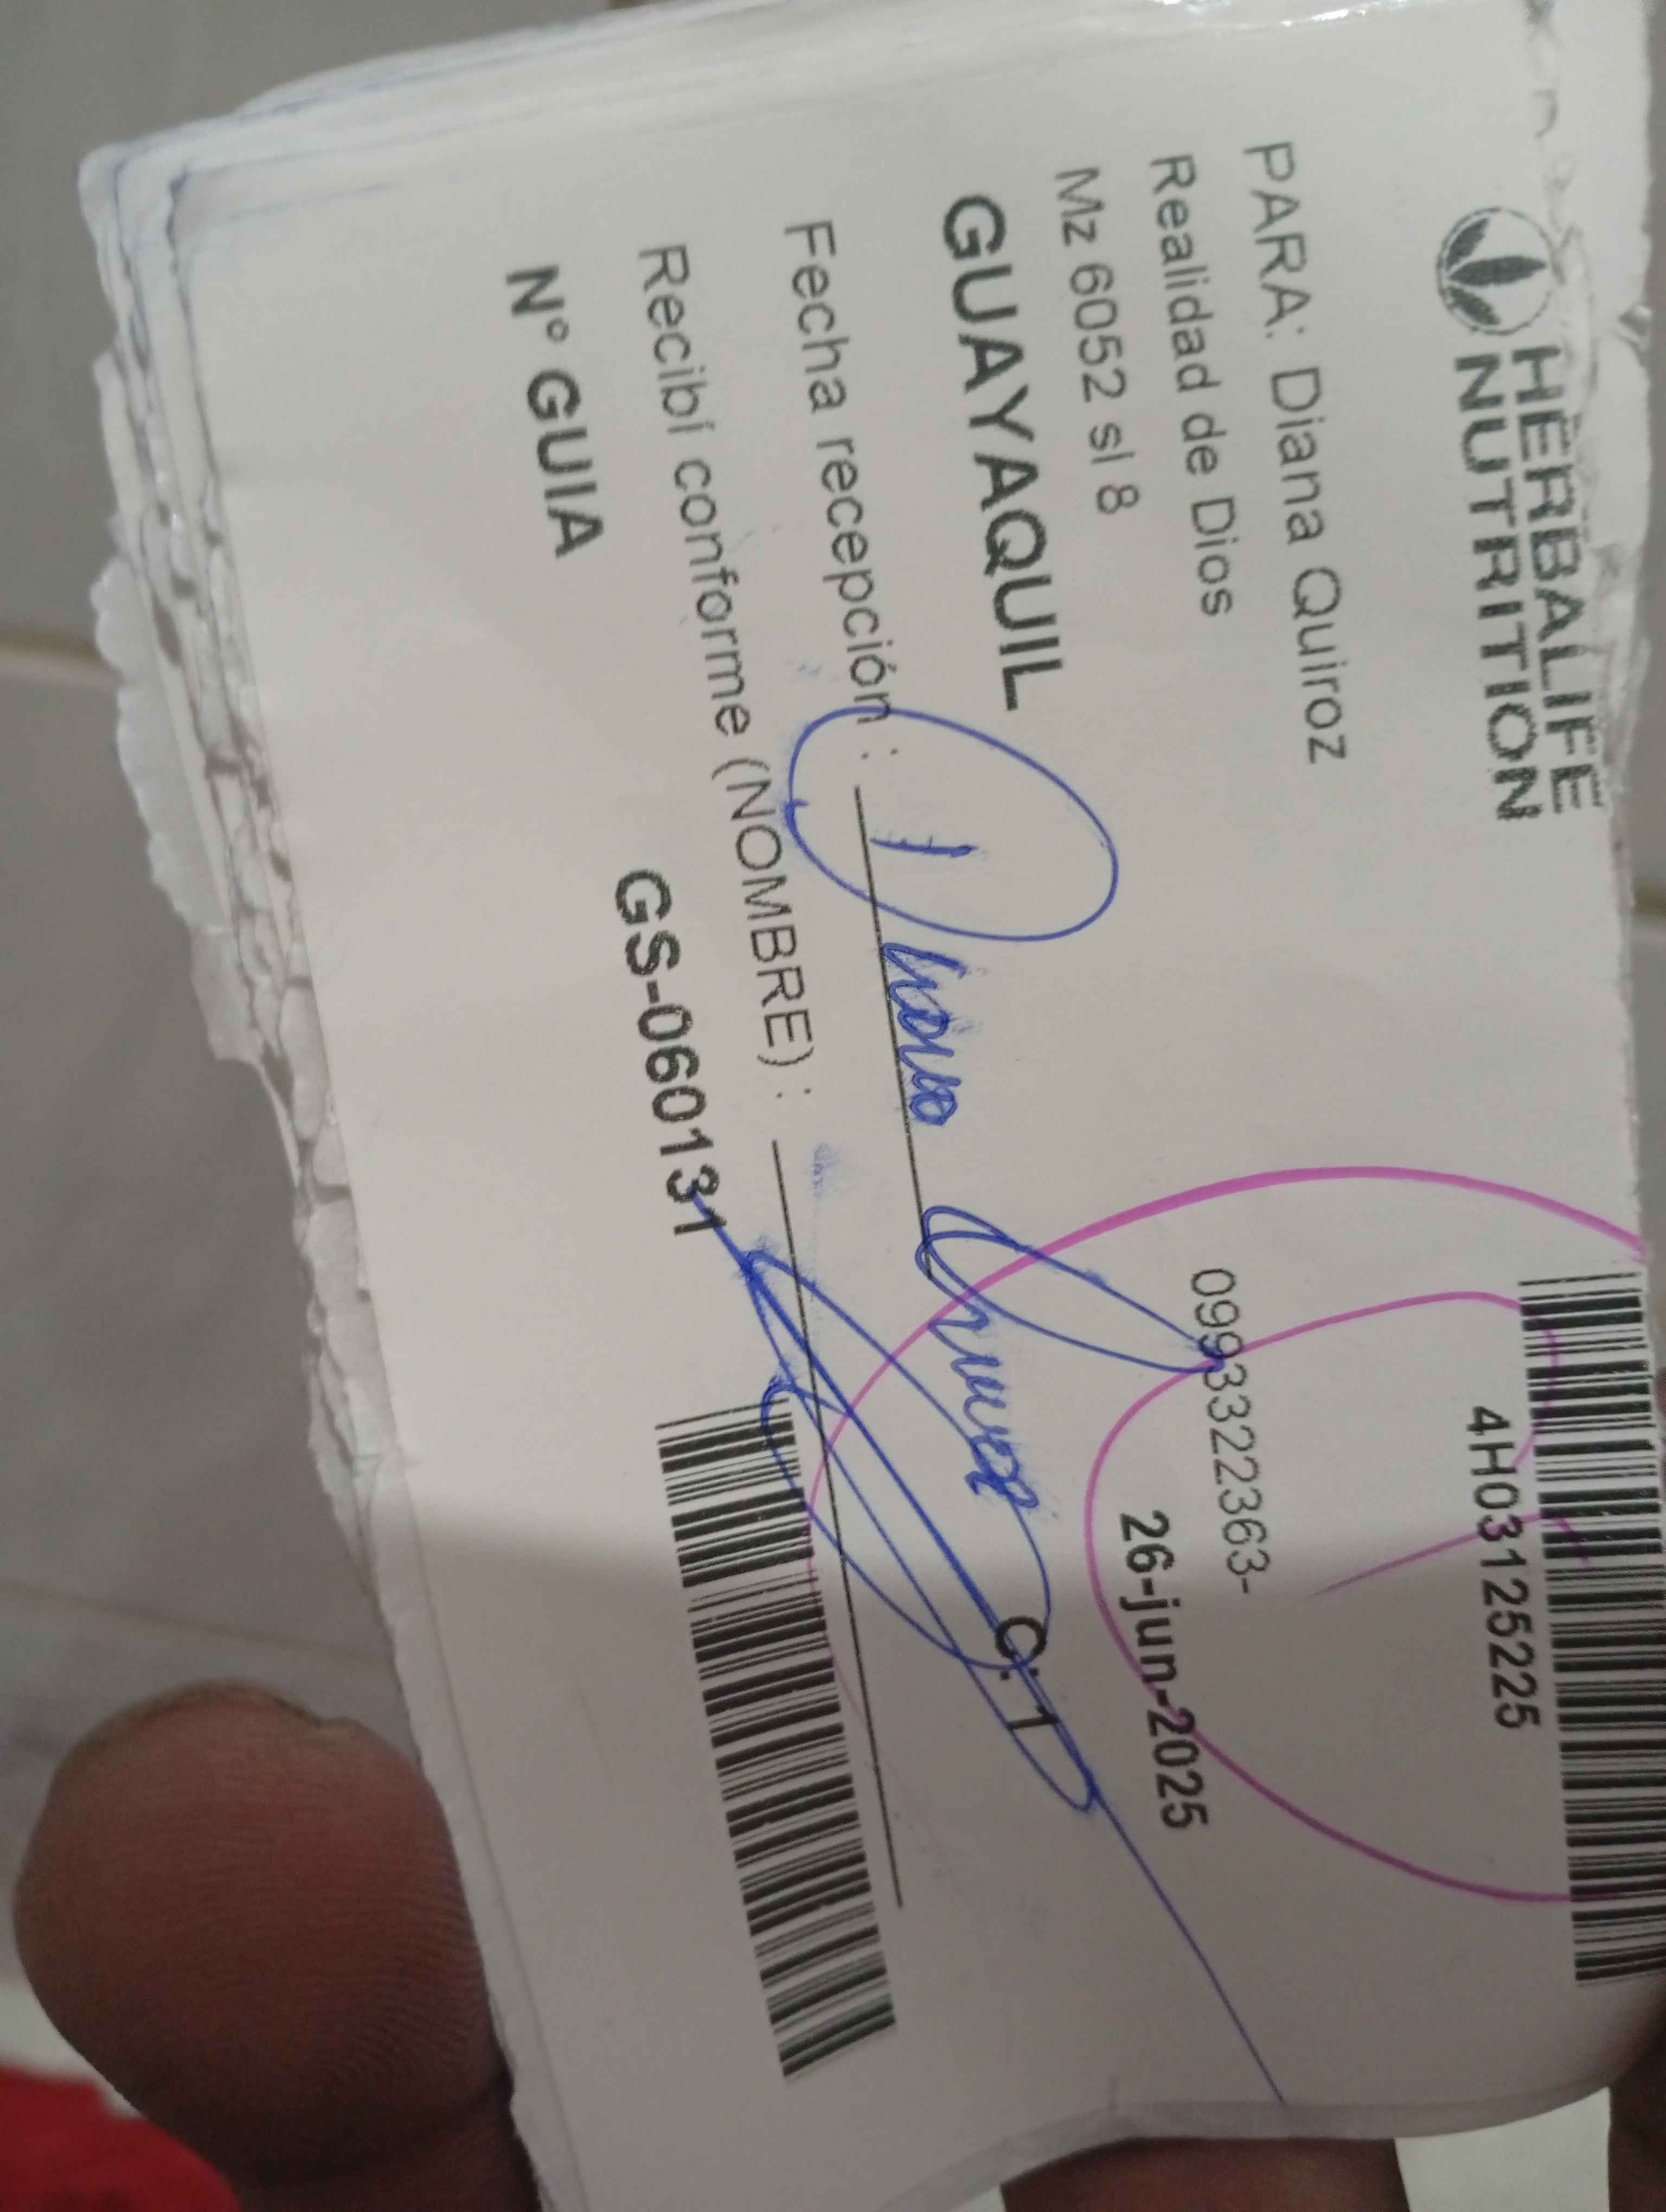 HERBALIFE
NUTRITION
4H03125225
PARA: Diana Quiroz
0993322363-
Realidad de Dios
Mz 6052 sl 8
26-jun-2025
GUAYAQUIL
C.1
Fecha recepción :
Recibí conforme (NOMBRE) :
N° GUIA
GS-060131